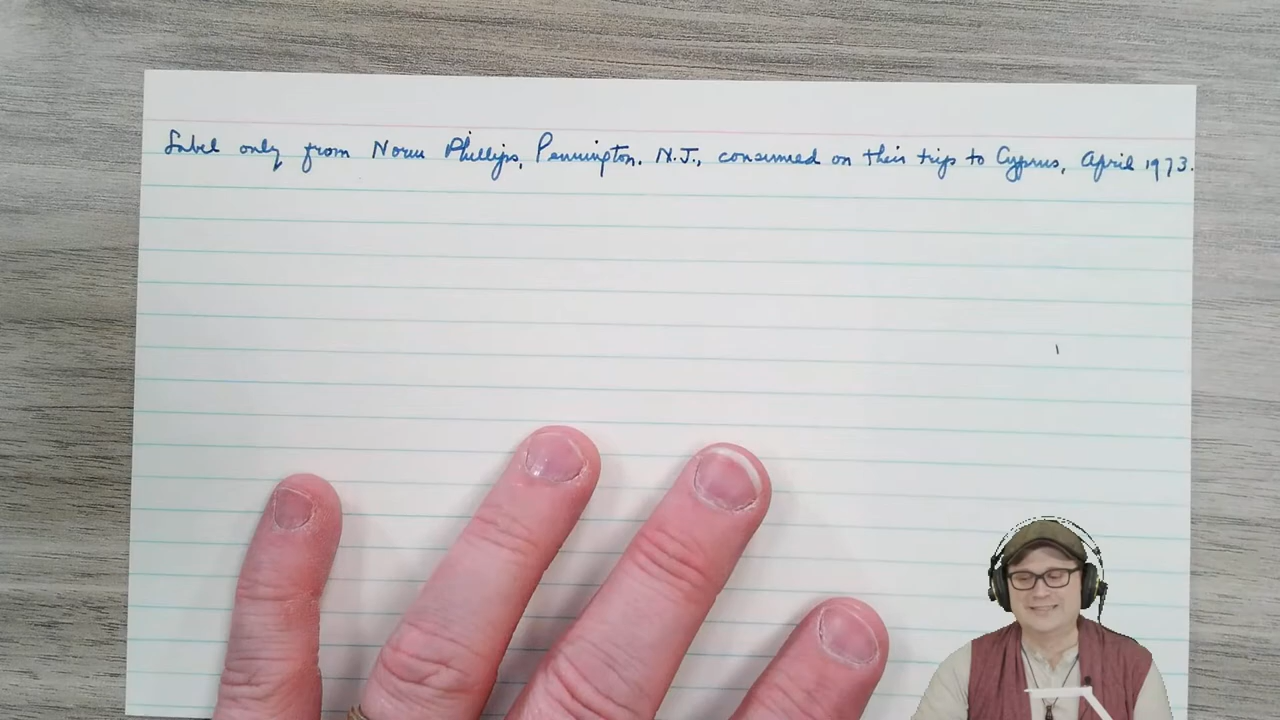 Label only from Norm Phillips, Pennington, N.J., consumed on their trip to Cyprus, April 1973.